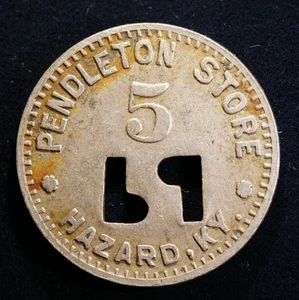 PENDLETON STORE
5
HAZARD, KY.